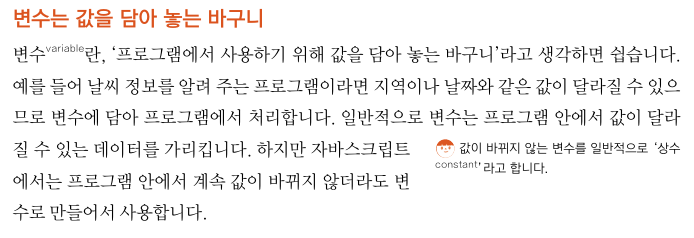 변수는 값을 담아 놓는 바구니
변수variable란, ‘프로그램에서 사용하기 위해 값을 담아 놓는 바구니’라고 생각하면 쉽습니다.
예를 들어 날씨 정보를 알려 주는 프로그램이라면 지역이나 날짜와 같은 값이 달라질 수 있으
므로 변수에 담아 프로그램에서 처리합니다. 일반적으로 변수는 프로그램 안에서 값이 달라
질 수 있는 데이터를 가리킵니다. 하지만 자바스크립트
에서는 프로그램 안에서 계속 값이 바뀌지 않더라도 변
수로 만들어서 사용합니다.
값이 바뀌지 않는 변수를 일반적으로 ‘상수
constant’라고 합니다.